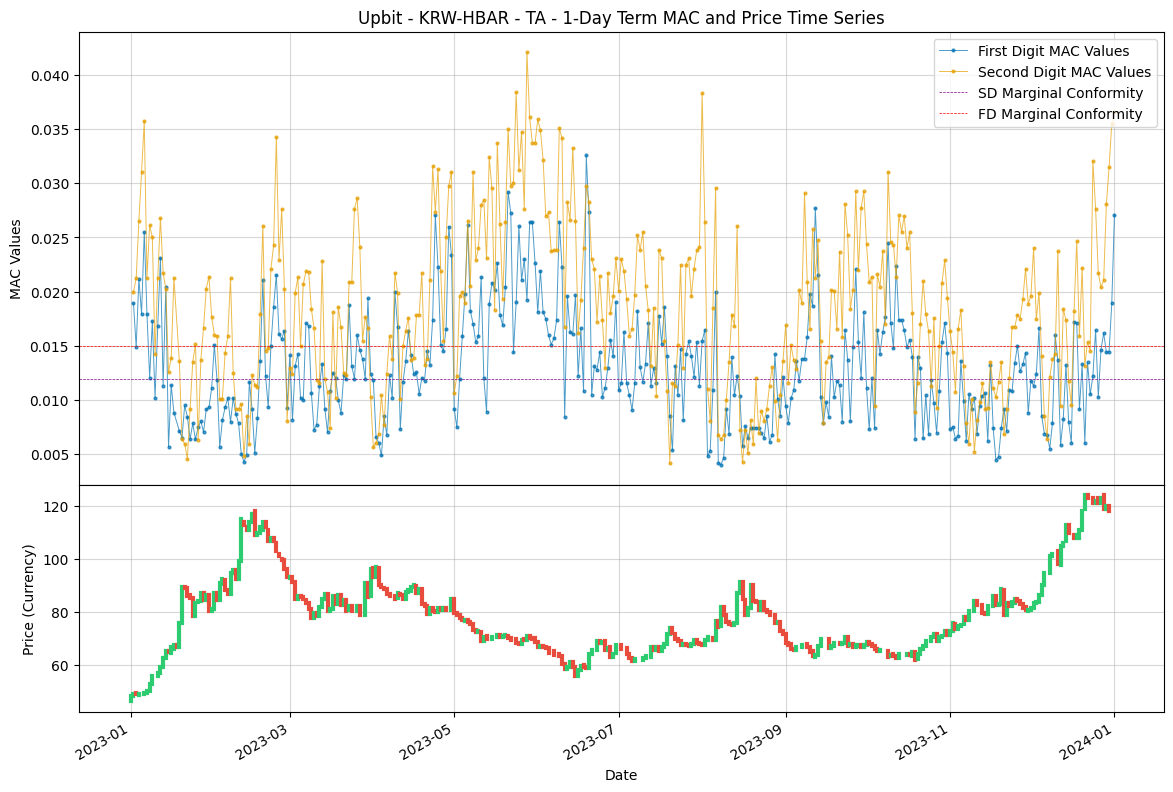 Upbit - KRW-HBAR - TA - 1-Day Term MAC and Price Time Series
First Digit MAC Values
Second Digit MAC Values
SD Marginal Conformity
FD Marginal Conformity
MAC Values
0.040
0.035
0.030
0.025
0.020
0.015
0.010
0.005
Price (Currency)
120
100
80
60
2023-01
2023-03
2023-05
2023-07
2023-09
2023-11
2024-01
Date